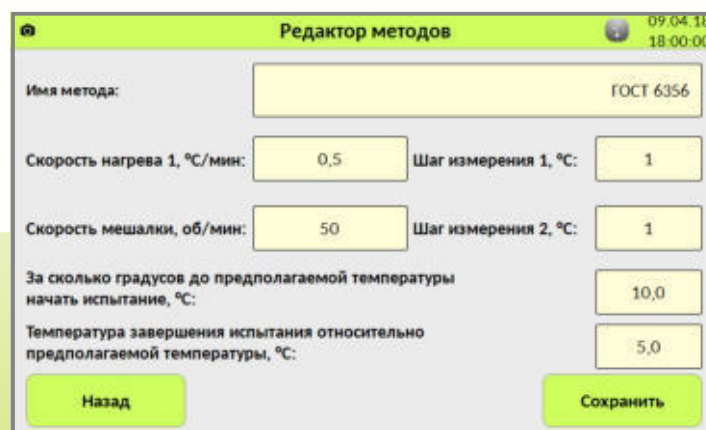 Редактор методов
09.04.18
18:00:00
Имя метода:
ГОСТ 6356
Скорость нагрева 1, °С/мин: 0,5 Шаг измерения 1, °С: 1
Скорость мешалки, об/мин: 50 Шаг измерения 2, °С: 1
За сколько градусов до предполагаемой температуры
начать испытание, °С:
10,0
Температура завершения испытания относительно
предполагаемой температуры, °С:
5,0
Назад
Сохранить